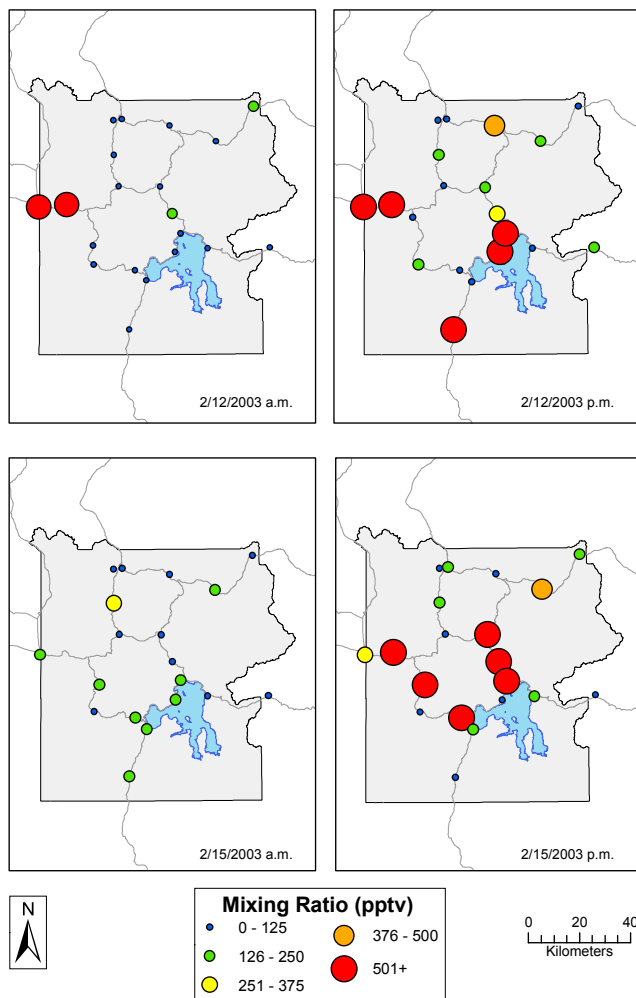 2/12/2003 a.m.
2/12/2003 p.m.
2/15/2003 a.m.
2/15/2003 p.m.
N
Mixing Ratio (pptv)
0 - 125
126 - 250
251 - 375
376 - 500
501+
0 10 20 40
Kilometers